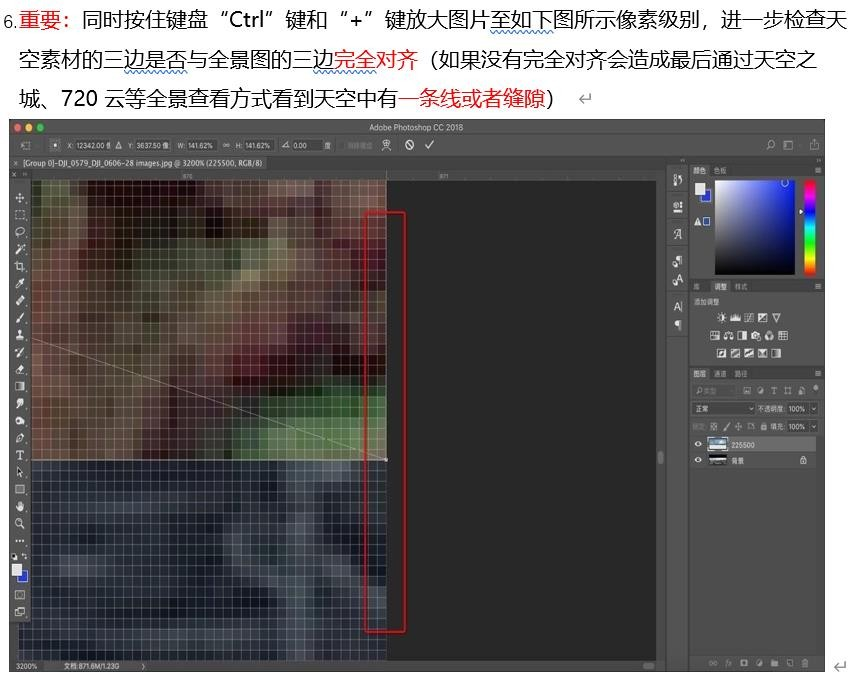 6.重要：同时按住键盘“Ctrl”键和“+”键放大图片至如下图所示像素级别，进一步检查天
空素材的三边是否与全景图的三边完全对齐（如果没有完全对齐会造成最后通过天空之
城、720 云等全景查看方式看到天空中有一条线或者缝隙） ↵
Adobe Photoshop CC 2018
X: 12342.00 像 Δ Y: 3637.50 像 W: 141.62% H: 141.62% 0.00 度
× [Group 0]-DJI_0579_DJI_0606-28 images.jpg @ 3200% (225500, RGB/8)
870 871
颜色 色板
库 调整 样式
添加调整
图层 通道 路径
类型
正常 不透明度: 100%
锁定: 填充: 100%
225500
背景
3200% 文档:871.6M/1.23G
↵